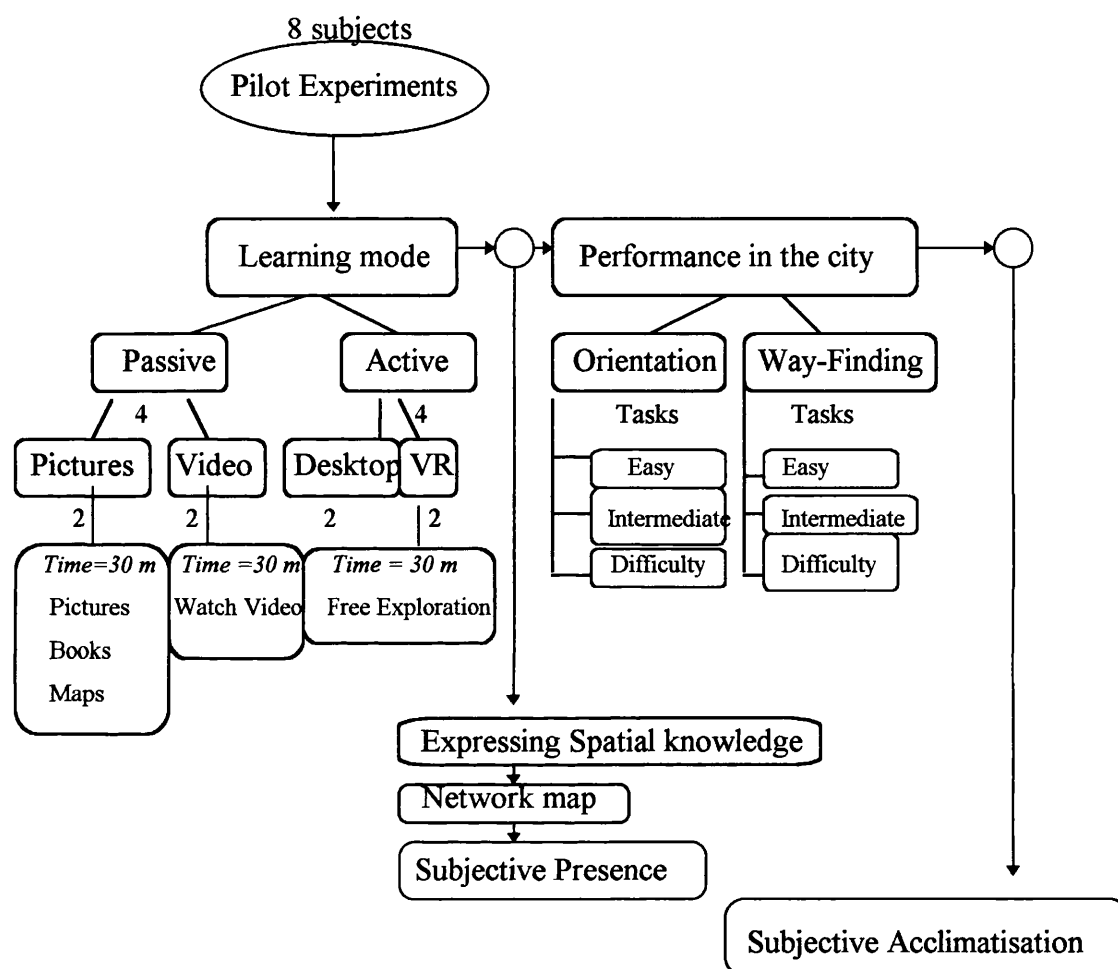 8 subjects
Pilot Experiments
Learning mode
Performance in the city
Passive
Active
Orientation
Way-Finding
4
4
Tasks
Tasks
Pictures
Video
Desktop
VR
Easy
Easy
2
2
2
2
Intermediate
Intermediate
Time=30 m
Pictures
Books
Maps
Time =30 m
Watch Video
Time = 30 m
Free Exploration
Difficulty
Difficulty
Expressing Spatial knowledge
Network map
Subjective Presence
Subjective Acclimatisation